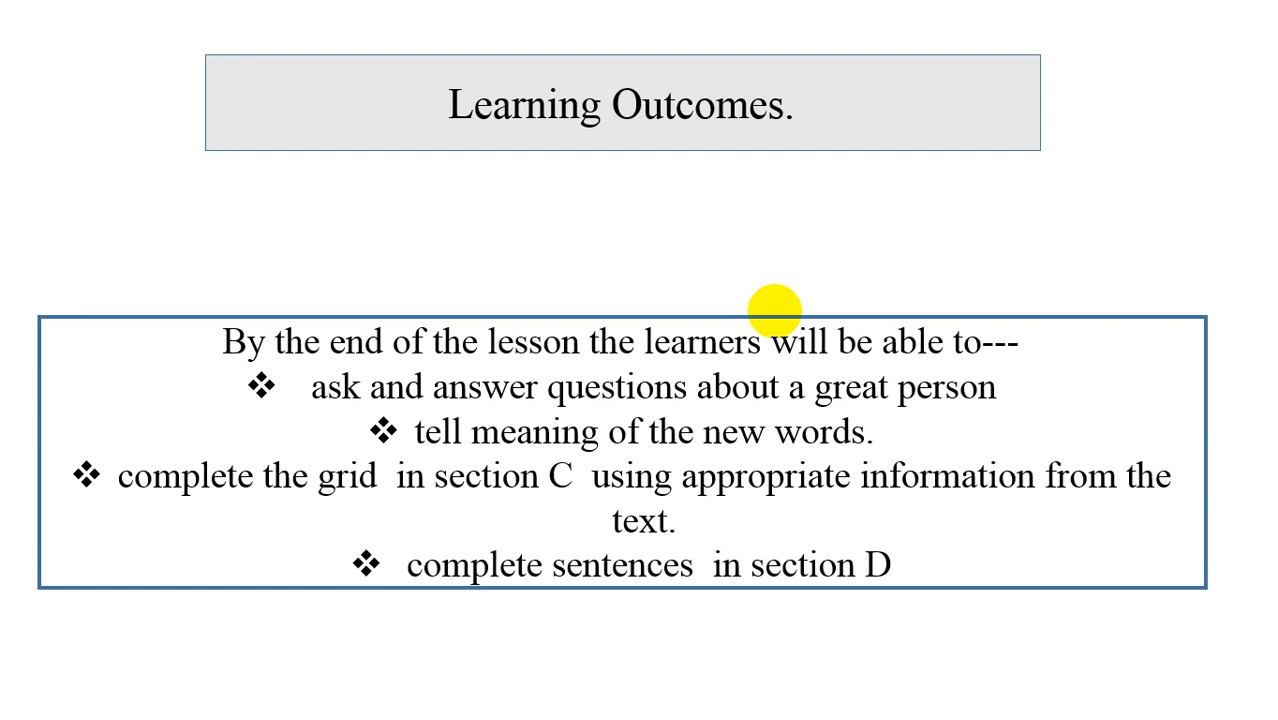 Learning Outcomes.
By the end of the lesson the learners will be able to---
❖ ask and answer questions about a great person
❖ tell meaning of the new words.
❖ complete the grid in section C using appropriate information from the
text.
❖ complete sentences in section D